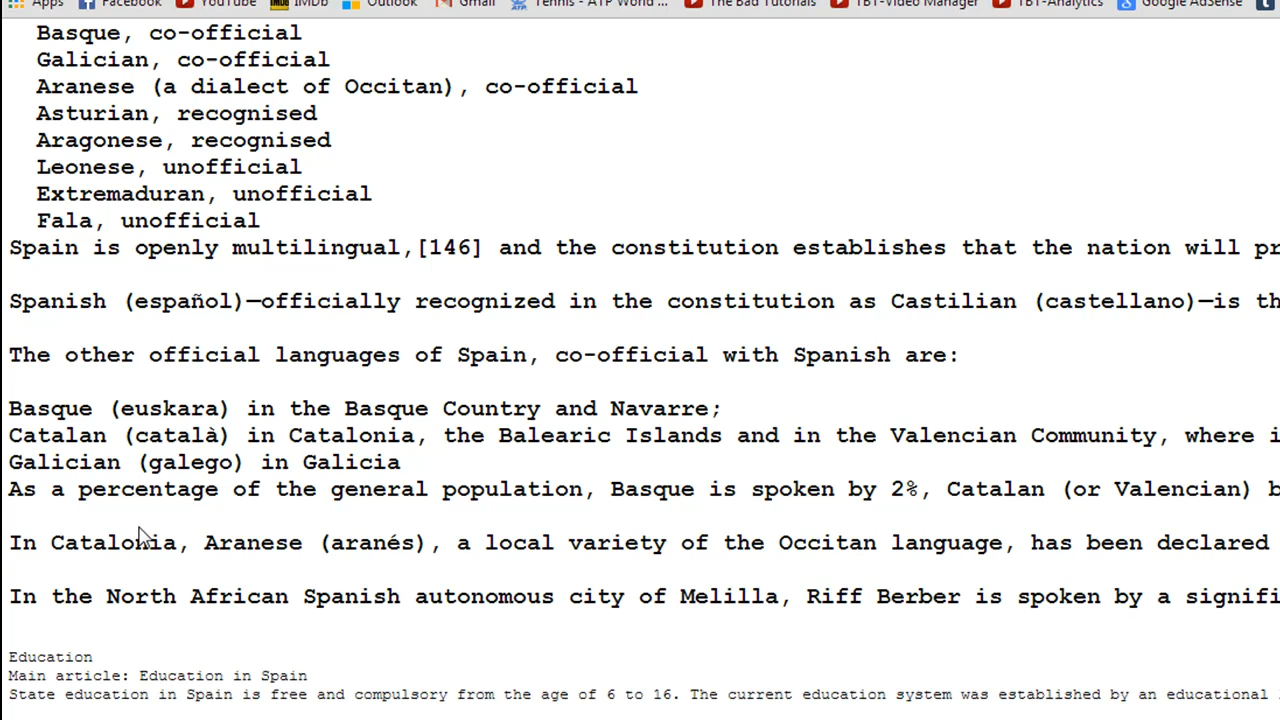 Apps Facebook YouTube IMDb Outlook Gmail Tennis - ATP World ... The Bad Tutorials TBT-Video Manager TBT-Analytics Google AdSense
Basque, co-official
Galician, co-official
Aranese (a dialect of Occitan), co-official
Asturian, recognised
Aragonese, recognised
Leonese, unofficial
Extremaduran, unofficial
Fala, unofficial
Spain is openly multilingual,[146] and the constitution establishes that the nation will pr
Spanish (español)—officially recognized in the constitution as Castilian (castellano)—is th
The other official languages of Spain, co-official with Spanish are:
Basque (euskara) in the Basque Country and Navarre;
Catalan (català) in Catalonia, the Balearic Islands and in the Valencian Community, where i
Galician (galego) in Galicia
As a percentage of the general population, Basque is spoken by 2%, Catalan (or Valencian) b
In Catalonia, Aranese (aranés), a local variety of the Occitan language, has been declared
In the North African Spanish autonomous city of Melilla, Riff Berber is spoken by a signifi
Education
Main article: Education in Spain
State education in Spain is free and compulsory from the age of 6 to 16. The current education system was established by an educational